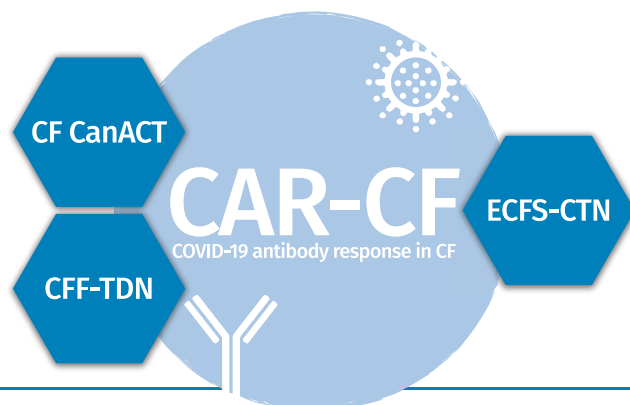 CF CanACT
CAR-CF
COVID-19 antibody response in CF
ECFS-CTN
CFF-TDN